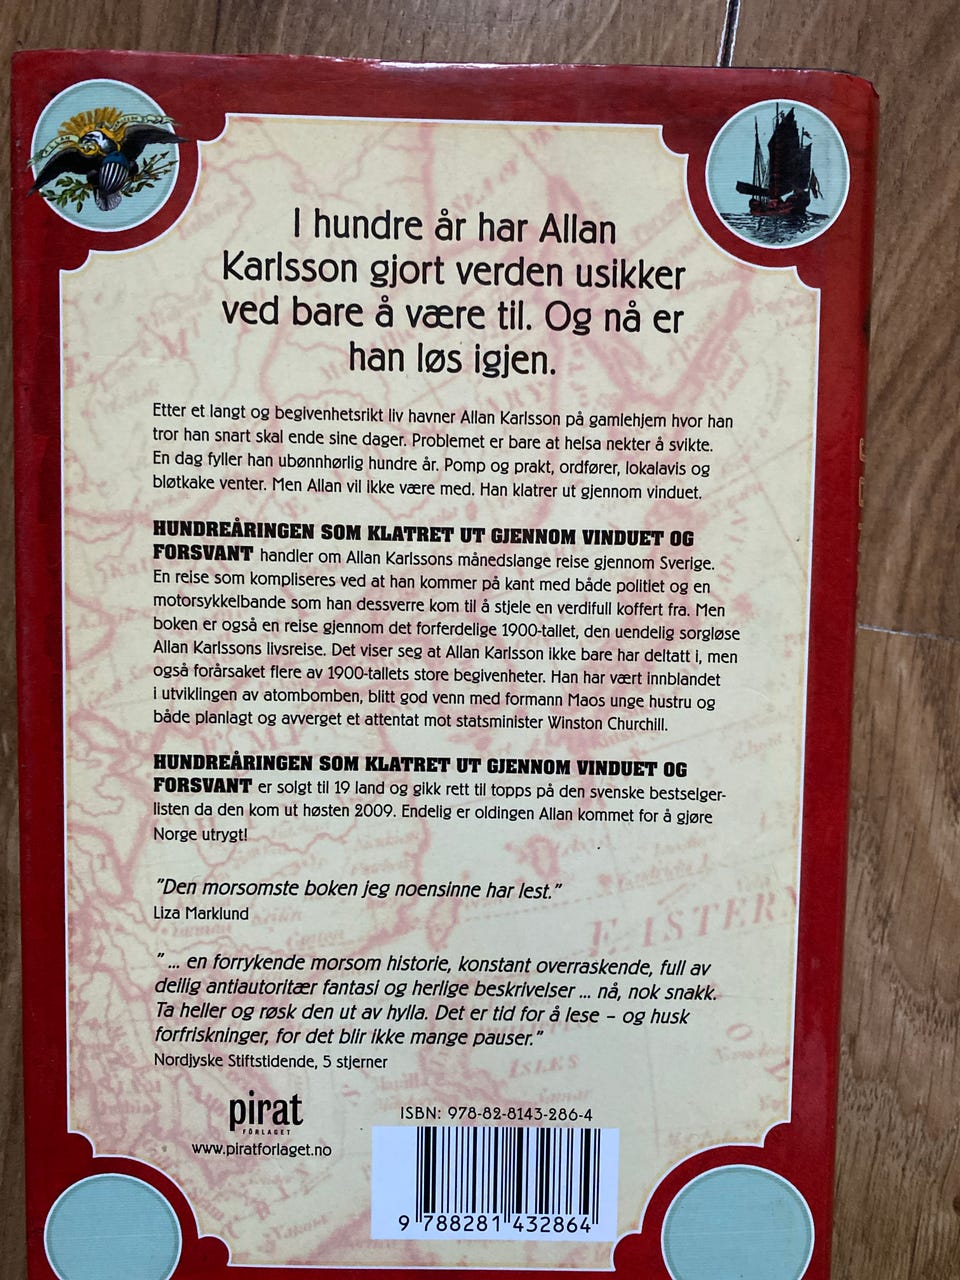 I hundre år har Allan
Karlsson gjort verden usikker
ved bare å være til. Og nå er
han løs igjen.
Etter et langt og begivenhetsrikt liv havner Allan Karlsson på gamlehjem hvor han
tror han snart skal ende sine dager. Problemet er bare at helsa nekter å svikte.
En dag fyller han ubønnhørlig hundre år. Pomp og prakt, ordfører, lokalavis og
bløtkake venter. Men Allan vil ikke være med. Han klatrer ut gjennom vinduet.
HUNDREÅRINGEN SOM KLATRET UT GJENNOM VINDUET OG
FORSVANT handler om Allan Karlssons månedslange reise gjennom Sverige.
En reise som kompliseres ved at han kommer på kant med både politiet og en
motorsykkelbande som han dessverre kom til å stjele en verdifull koffert fra. Men
boken er også en reise gjennom det forferdelige 1900-tallet, den uendelig sorgløse
Allan Karlssons livsreise. Det viser seg at Allan Karlsson ikke bare har deltatt i, men
også forårsaket flere av 1900-tallets store begivenheter. Han har vært innblandet
i utviklingen av atombomben, blitt god venn med formann Maos unge hustru og
både planlagt og avverget et attentat mot statsminister Winston Churchill.
HUNDREÅRINGEN SOM KLATRET UT GJENNOM VINDUET OG
FORSVANT er solgt til 19 land og gikk rett til topps på den svenske bestselger-
listen da den kom ut høsten 2009. Endelig er oldingen Allan kommet for å gjøre
Norge utrygt!
"Den morsomste boken jeg noensinne har lest."
Liza Marklund
" ... en forrykende morsom historie, konstant overraskende, full av
deilig antiautoritær fantasi og herlige beskrivelser ... nå, nok snakk.
Ta heller og røsk den ut av hylla. Det er tid for å lese – og husk
forfriskninger, for det blir ikke mange pauser."
Nordjyske Stiftstidende, 5 stjerner
pirat
FÖRLAGET
www.piratforlaget.no
ISBN: 978-82-8143-286-4
9 788281 432864
EISTERN
ISLES